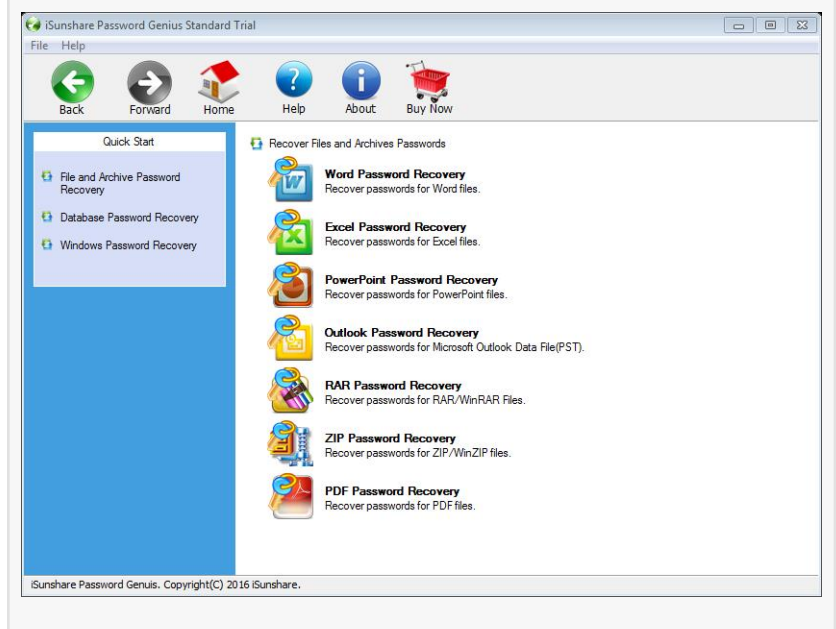 iSunshare Password Genius Standard Trial
File Help
Back Forward Home Help About Buy Now
Quick Start
File and Archive Password
Recovery
Database Password Recovery
Windows Password Recovery
Recover Files and Archives Passwords
Word Password Recovery
Recover passwords for Word files.
Excel Password Recovery
Recover passwords for Excel files.
PowerPoint Password Recovery
Recover passwords for PowerPoint files.
Outlook Password Recovery
Recover passwords for Microsoft Outlook Data File(PST).
RAR Password Recovery
Recover passwords for RAR/WinRAR Files.
ZIP Password Recovery
Recover passwords for ZIP/WinZIP files.
PDF Password Recovery
Recover passwords for PDF files.
iSunshare Password Genuis. Copyright(C) 2016 iSunshare.